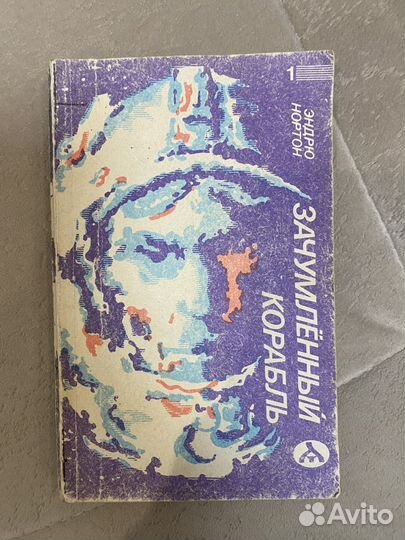 1
ЭНДРЮ
НОРТОН
ЗАЧУМЛЁННЫЙ
КОРАБЛЬ
Avito